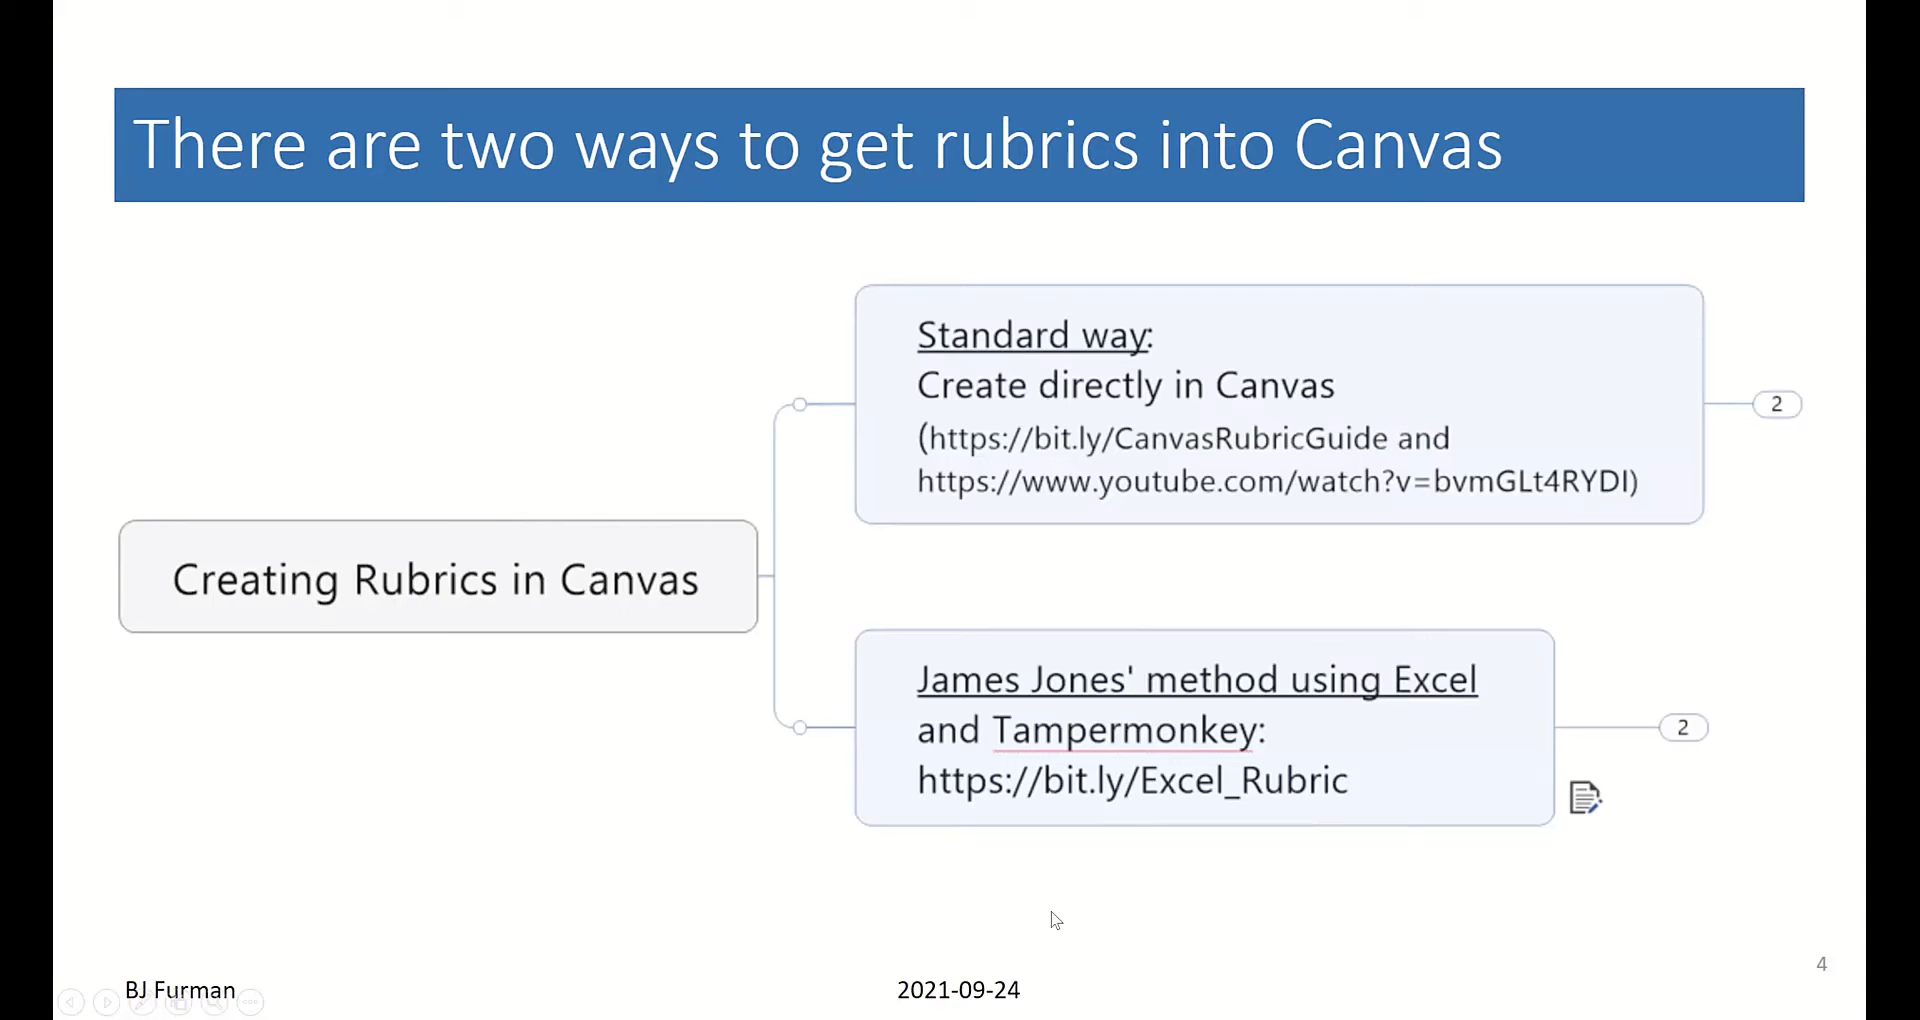 There are two ways to get rubrics into Canvas
Standard way:
Create directly in Canvas
(https://bit.ly/CanvasRubricGuide and
https://www.youtube.com/watch?v=bvmGLt4RYDI)
2
Creating Rubrics in Canvas
James Jones' method using Excel
and Tampermonkey:
https://bit.ly/Excel_Rubric
2
4
BJ Furman
2021-09-24